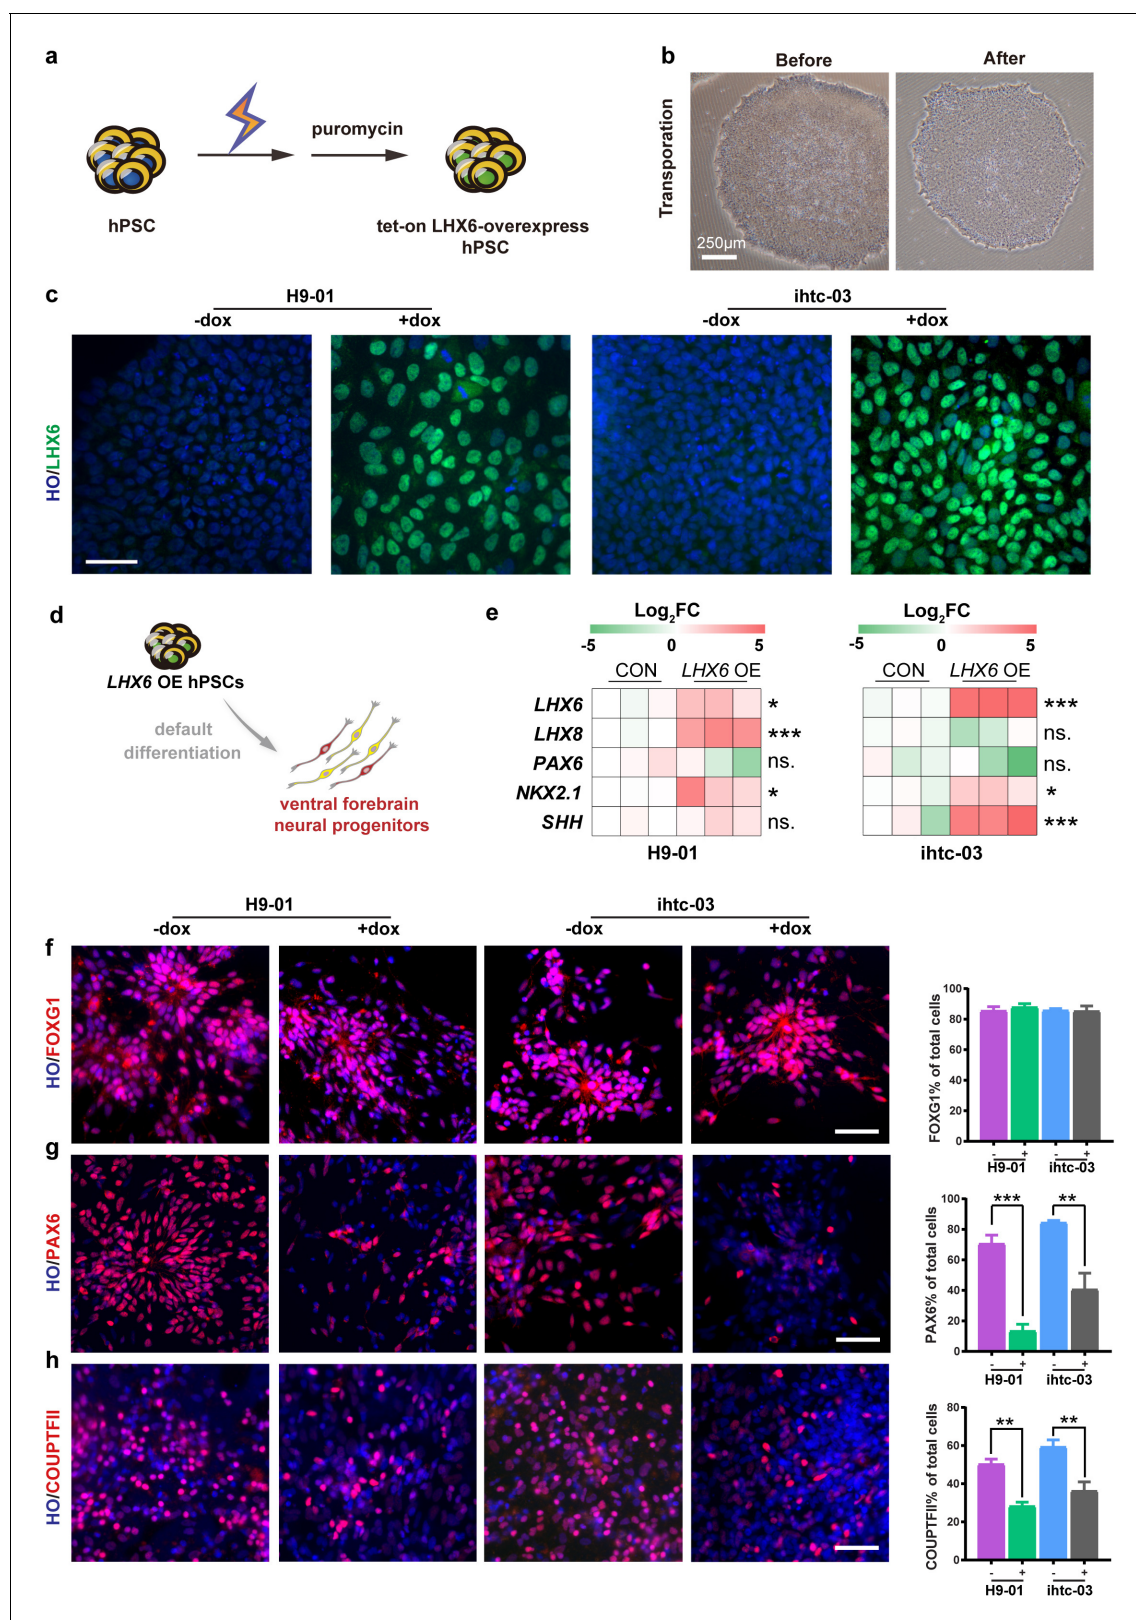 a
puromycin
hPSC
tet-on LHX6-overexpress
hPSC
b
Before
After
Transporation
250μm
c
H9-01
ihtc-03
-dox
+dox
-dox
+dox
HO/LHX6
d
LHX6 OE hPSCs
default
differentiation
ventral forebrain
neural progenitors
e
Log₂FC
Log₂FC
-5
0
5
-5
0
5
CON
LHX6 OE
CON
LHX6 OE
LHX6
*
***
LHX8
***
ns.
PAX6
ns.
ns.
NKX2.1
*
*
SHH
ns.
***
H9-01
ihtc-03
H9-01
ihtc-03
-dox
+dox
-dox
+dox
f
HO/FOXG1
FOXG1% of total cells
100
80
60
40
20
0
-
+
-
+
H9-01
ihtc-03
g
HO/PAX6
PAX6% of total cells
100
80
60
40
20
0
***
**
-
+
-
+
H9-01
ihtc-03
h
HO/COUPTFII
COUPTFII% of total cells
80
60
40
20
0
**
**
-
+
-
+
H9-01
ihtc-03